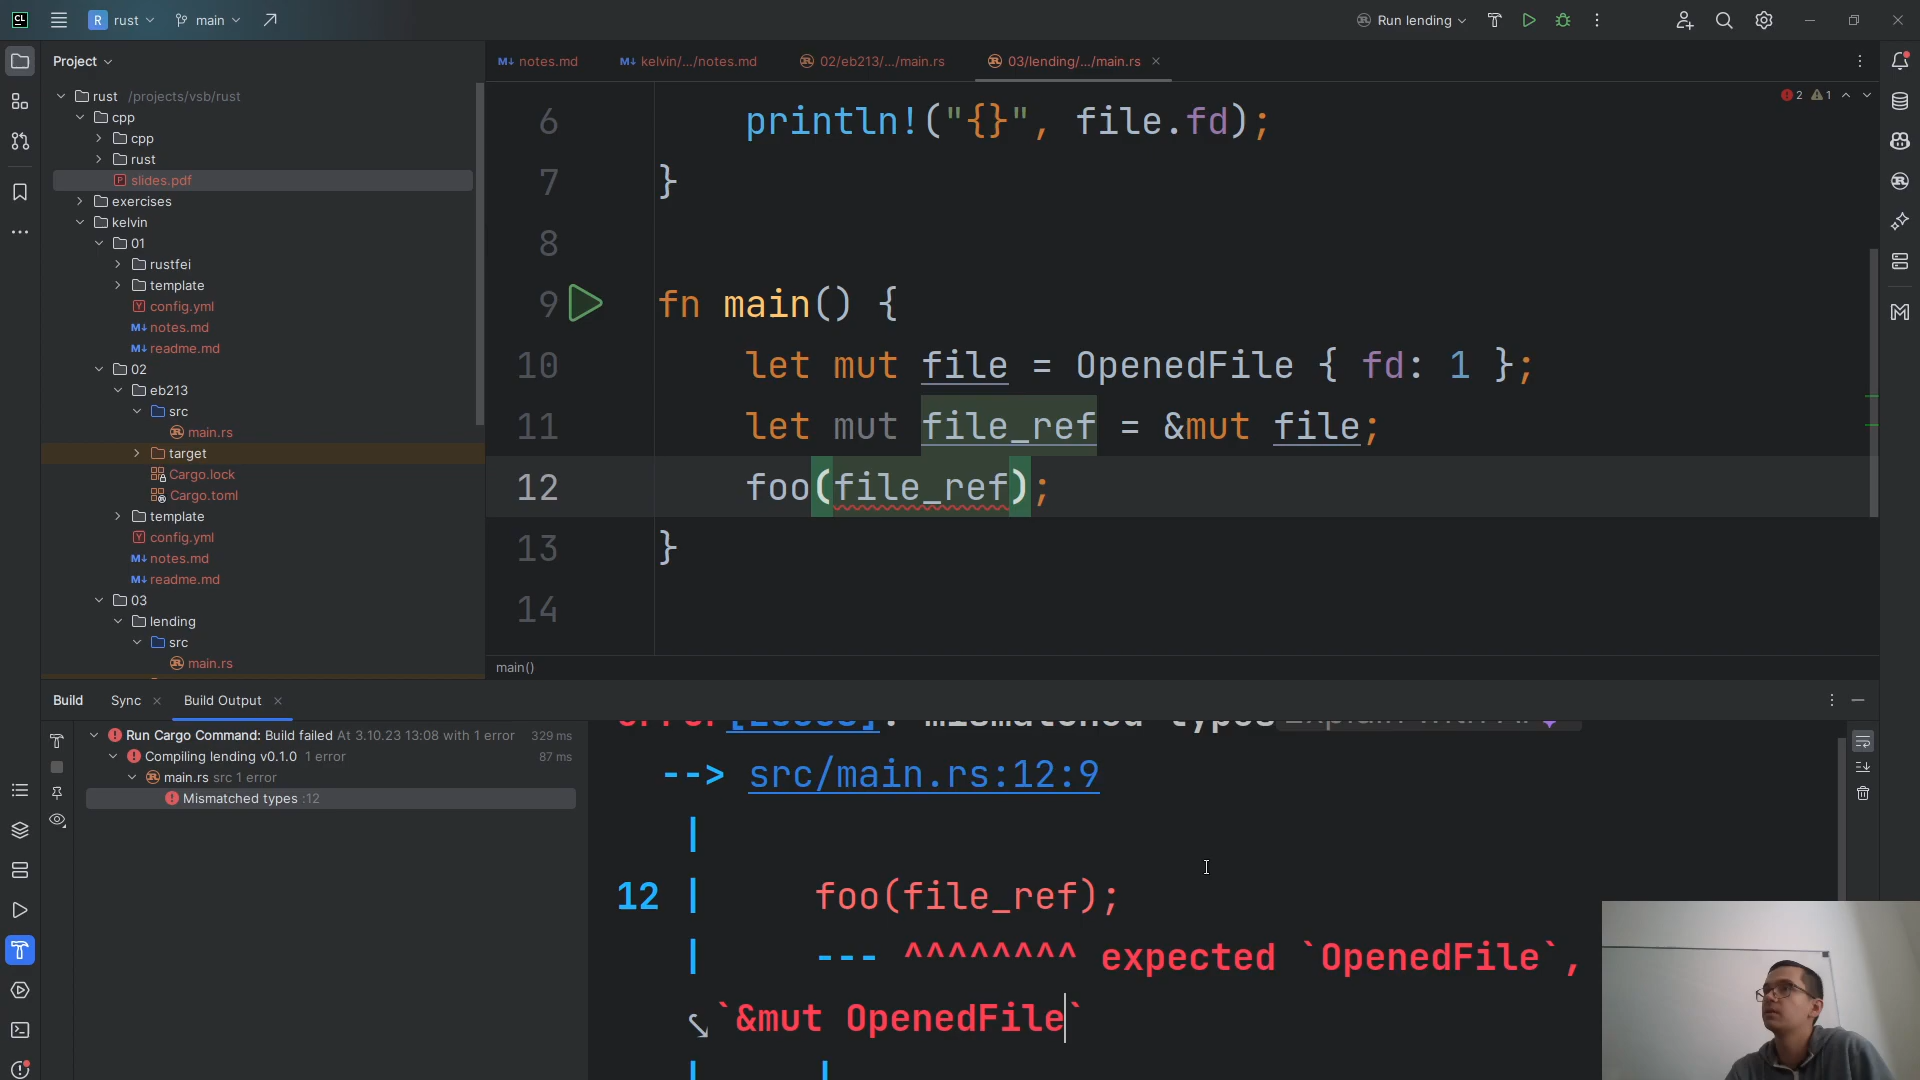 CL
R rust
main
Run lending
Project
notes.md
kelvin/.../notes.md
02/eb213/.../main.rs
03/lending/.../main.rs
rust /projects/vsb/rust
cpp
cpp
rust
slides.pdf
exercises
kelvin
01
rustfei
template
config.yml
notes.md
readme.md
02
eb213
src
main.rs
target
Cargo.lock
Cargo.toml
template
config.yml
notes.md
readme.md
03
lending
src
main.rs
2 1
6 println!("{}", file.fd);
7 }
8
9 fn main() {
10 let mut file = OpenedFile { fd: 1 };
11 let mut file_ref = &mut file;
12 foo(file_ref);
13 }
14
main()
Build
Sync
Build Output
Run Cargo Command: Build failed At 3.10.23 13:08 with 1 error 329 ms
Compiling lending v0.1.0 1 error 87 ms
main.rs src 1 error
Mismatched types :12
mismatched types
--> src/main.rs:12:9
|
12 | foo(file_ref);
| --- ^^^^^^^^ expected `OpenedFile`,
`&mut OpenedFile`
| |